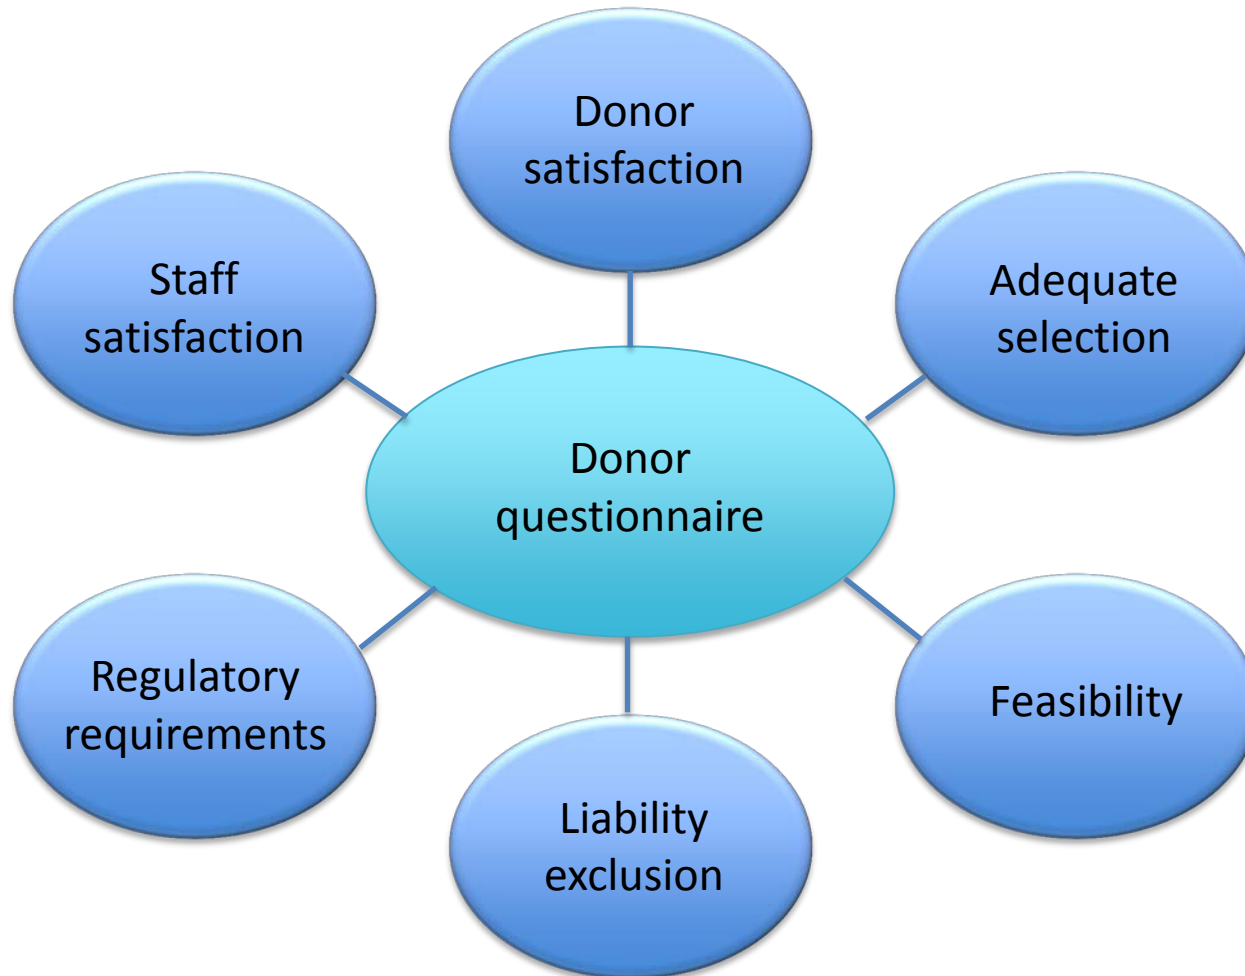 Donor
satisfaction
Staff
satisfaction
Adequate
selection
Donor
questionnaire
Regulatory
requirements
Feasibility
Liability
exclusion